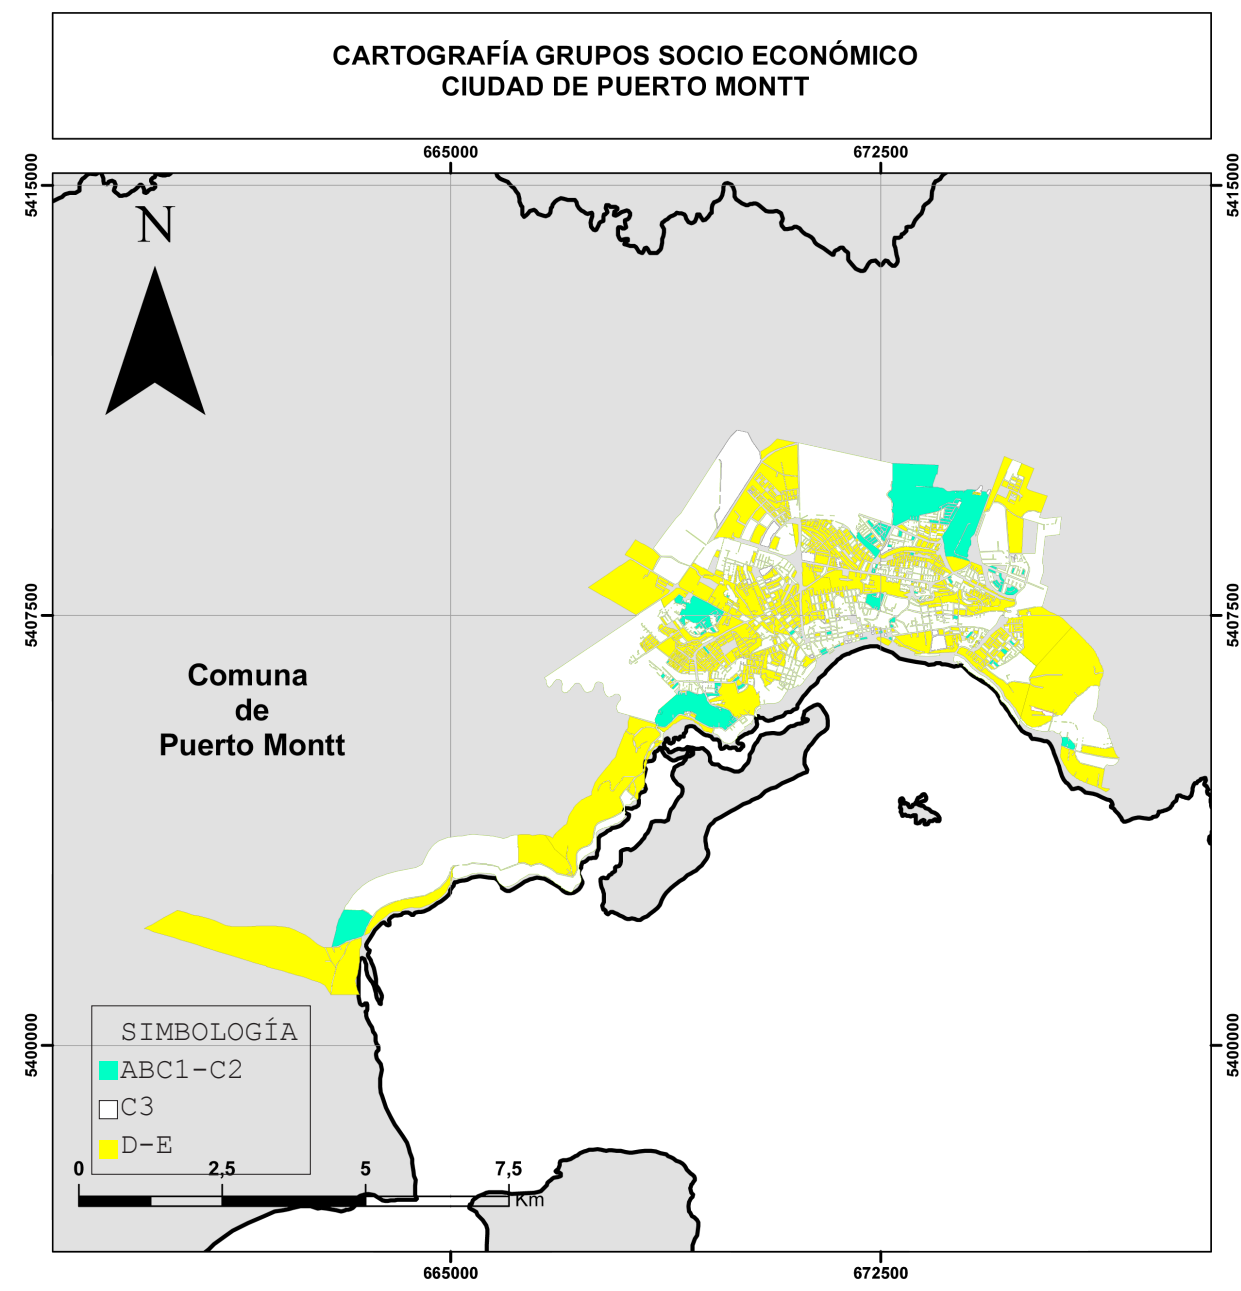 CARTOGRAFÍA GRUPOS SOCIO ECONÓMICO
CIUDAD DE PUERTO MONTT
665000
672500
5415000
5415000
N
5407500
5407500
Comuna
de
Puerto Montt
5400000
5400000
SIMBOLOGÍA
ABC1-C2
C3
D-E
0
2,5
5
7,5
Km
665000
672500